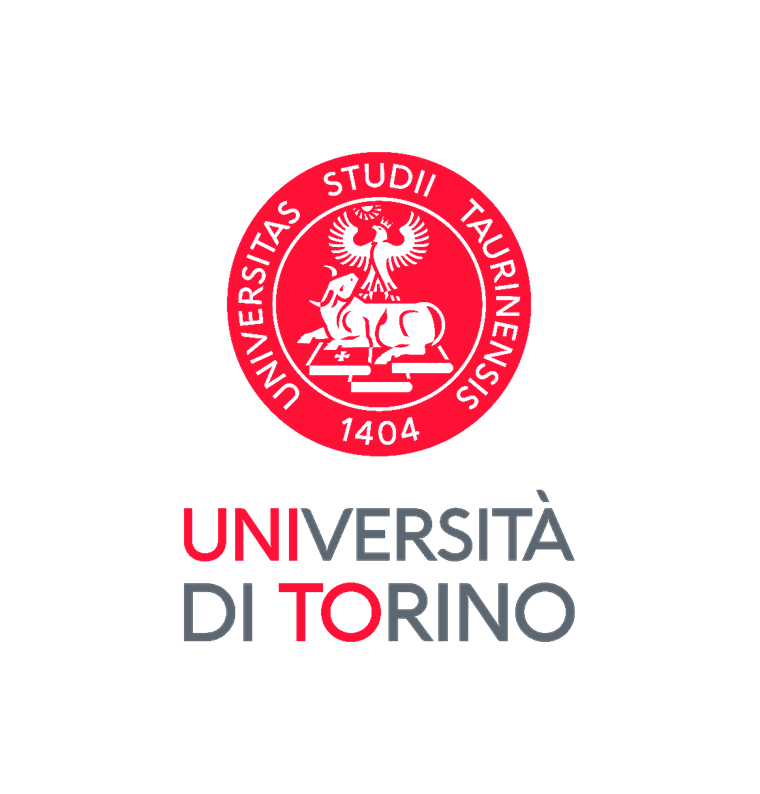 UNIVERSITAS STUDII TAURINENSIS
1404
UNIVERSITÀ
DI TORINO